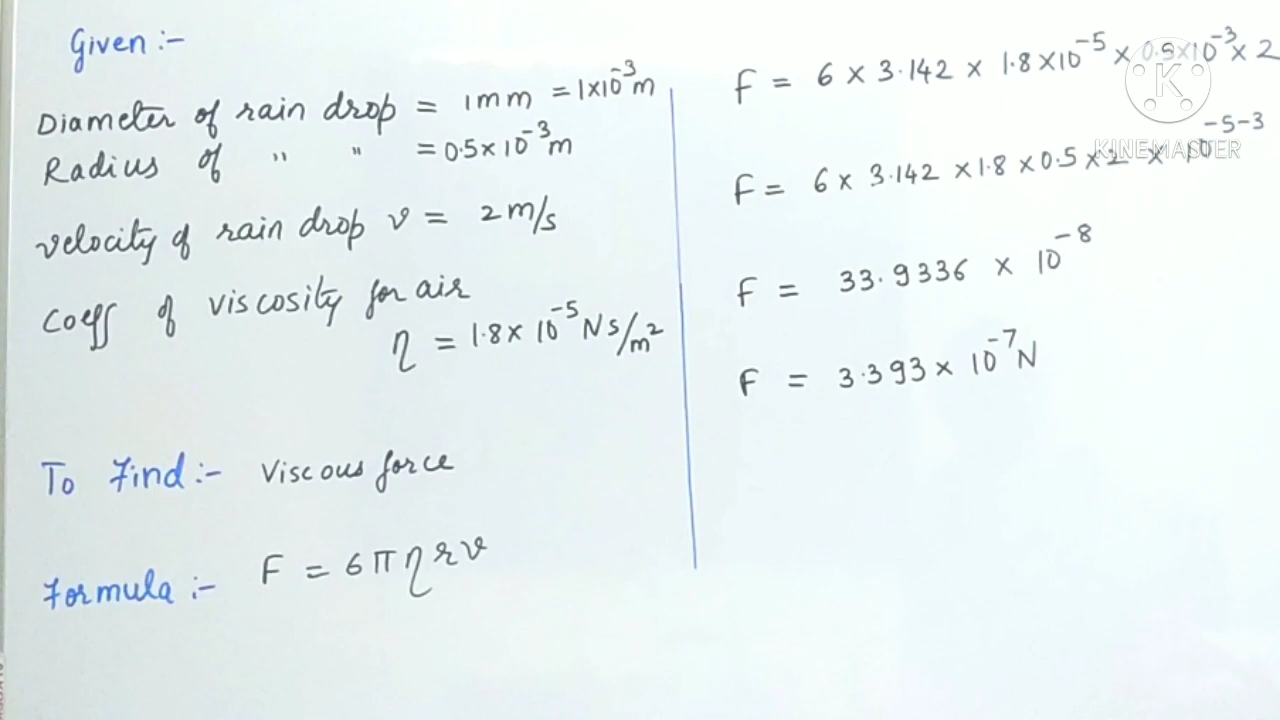 Given :-
Diameter of rain drop = 1mm = 1×10⁻³m
Radius of " " = 0.5×10⁻³m
velocity of rain drop v = 2m/s
Coeff of viscosity for air
η = 1.8×10⁻⁵Ns/m²
To Find :- Viscous force
Formula :- F = 6πηrv
F = 6 × 3.142 × 1.8×10⁻⁵ × 0.5×10⁻³ × 2
F = 6 × 3.142 × 1.8 × 0.5 × 2 × 10⁻⁵⁻³
F = 33.9336 × 10⁻⁸
F = 3.393 × 10⁻⁷N
K
KINEMASTER